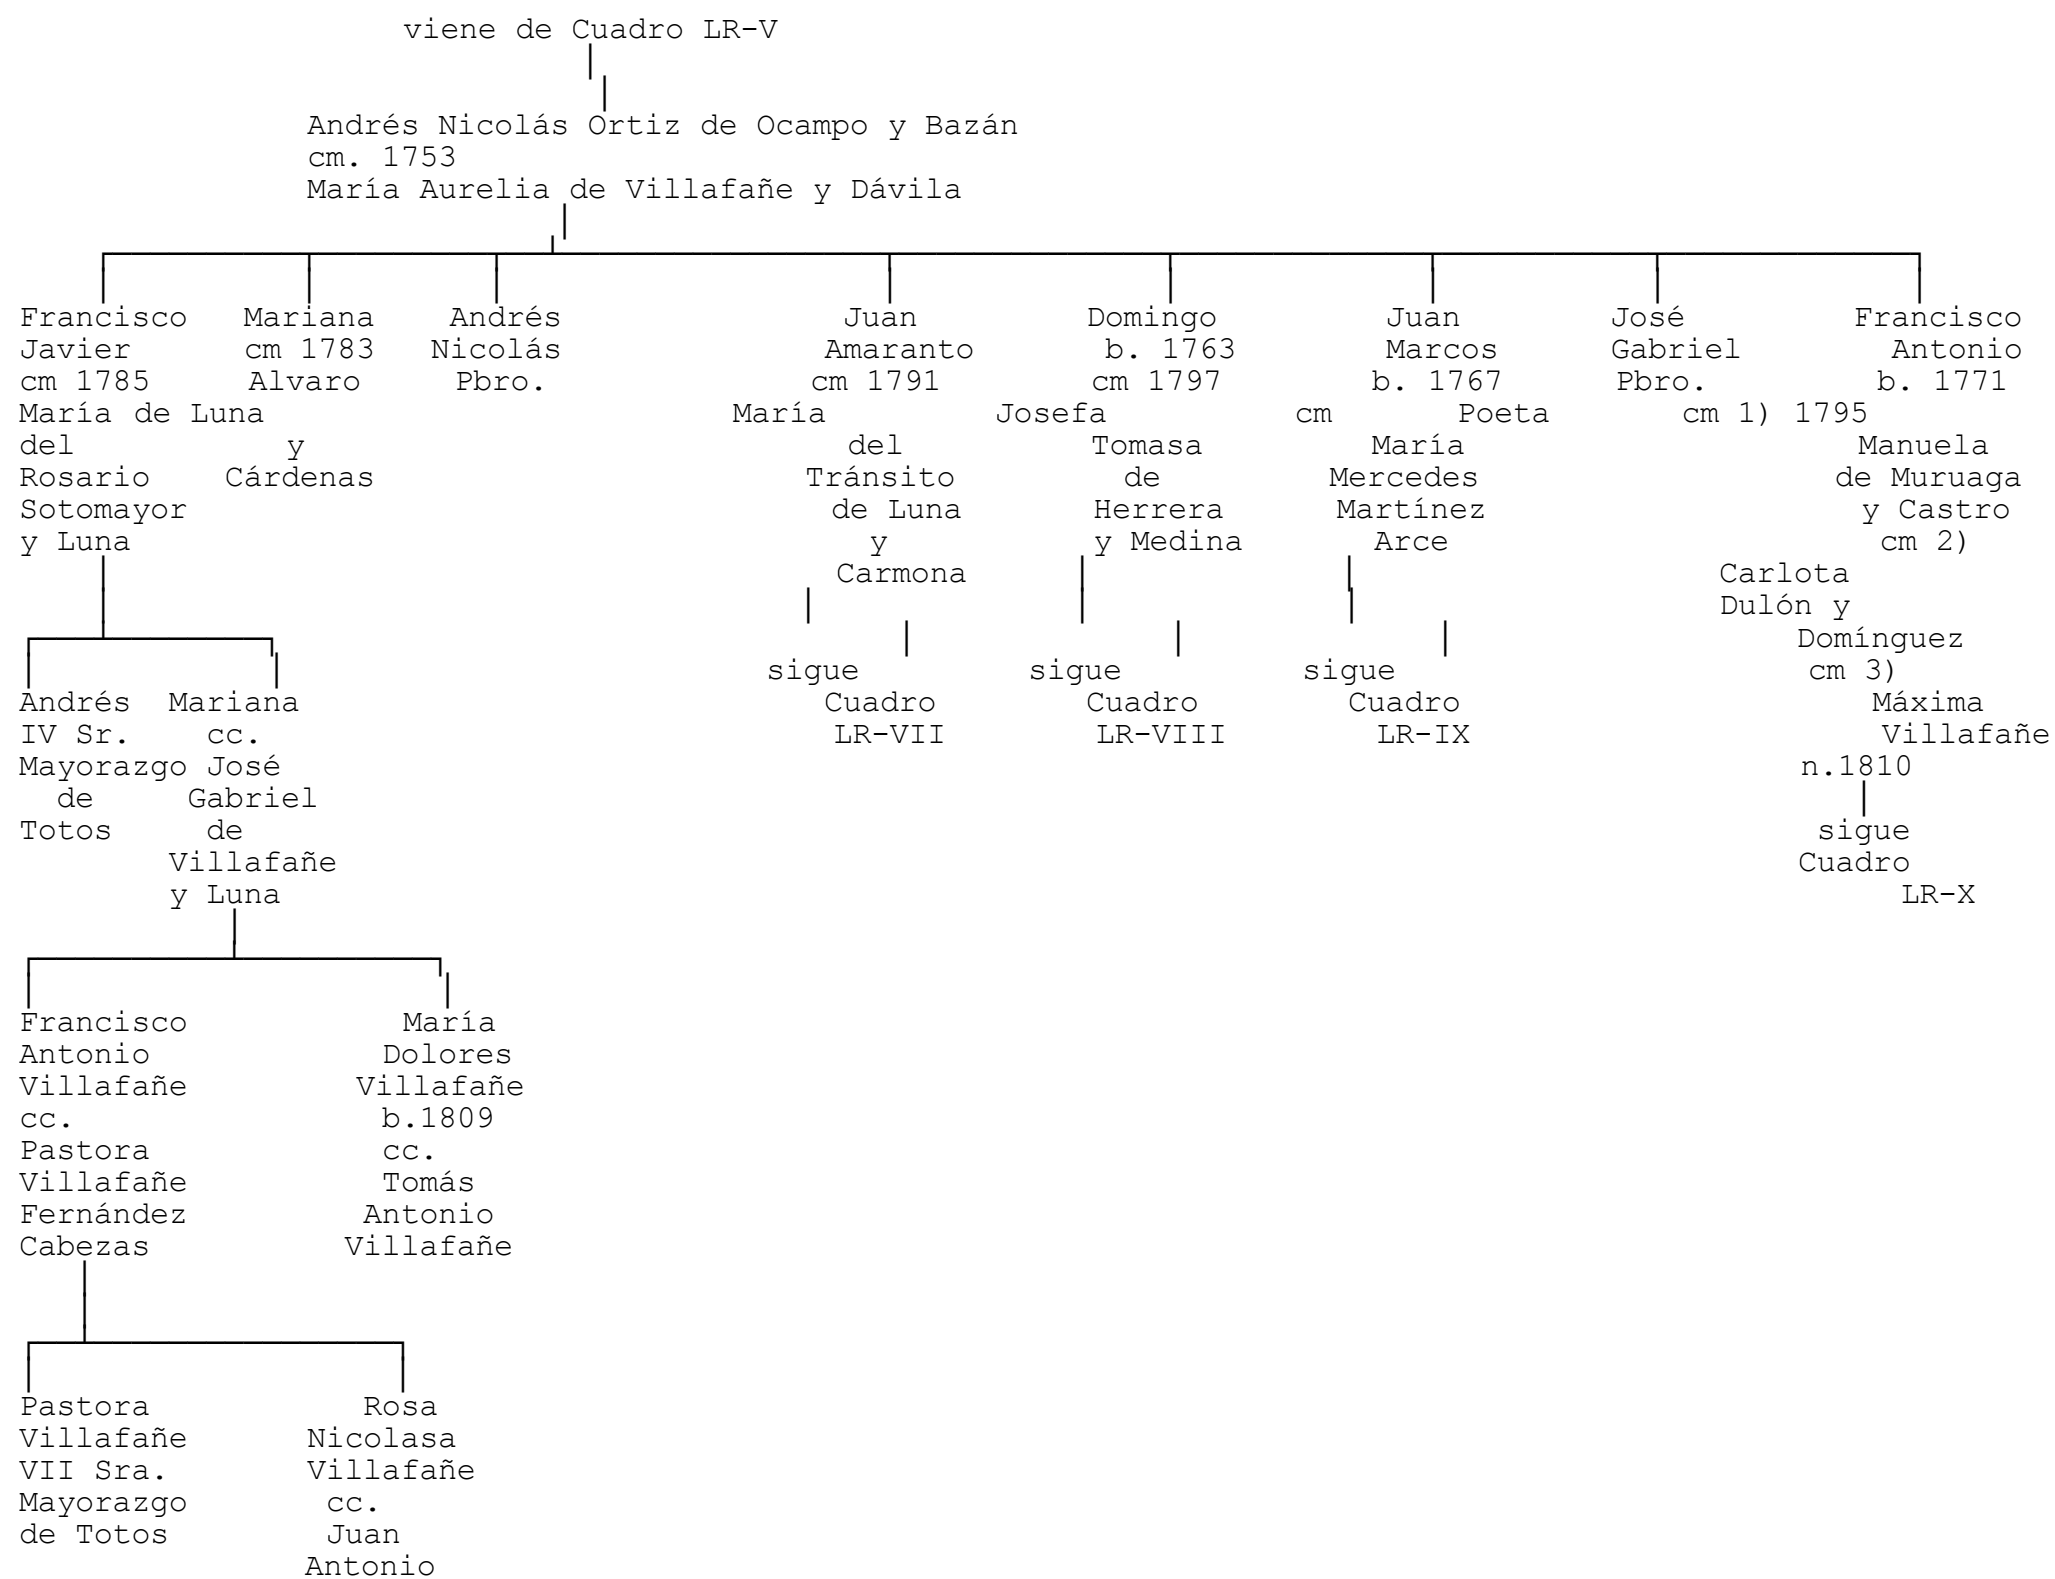 viene de Cuadro LR-V
Andrés Nicolás Ortiz de Ocampo y Bazán
cm. 1753
María Aurelia de Villafañe y Dávila
Francisco Mariana Andrés Juan Domingo Juan José Francisco
Javier cm 1783 Nicolás Amaranto b. 1763 Marcos Gabriel Antonio
cm 1785 Alvaro Pbro. cm 1791 cm 1797 b. 1767 Pbro. b. 1771
María de Luna María Josefa cm Poeta cm 1) 1795
del y del Tomasa María Manuela
Rosario Cárdenas Tránsito de Mercedes de Muruaga
Sotomayor de Luna Herrera Martínez y Castro
y Luna y y Medina Arce cm 2)
Carmona Carlota
Dulón y
Domínguez
sigue sigue sigue cm 3)
Andrés Mariana Cuadro Cuadro Cuadro Máxima
IV Sr. cc. LR-VII LR-VIII LR-IX Villafañe
Mayorazgo José n.1810
de Gabriel
Totos de sigue
Villafañe Cuadro
y Luna LR-X
Francisco María
Antonio Dolores
Villafañe Villafañe
cc. b.1809
Pastora cc.
Villafañe Tomás
Fernández Antonio
Cabezas Villafañe
Pastora Rosa
Villafañe Nicolasa
VII Sra. Villafañe
Mayorazgo cc.
de Totos Juan
Antonio